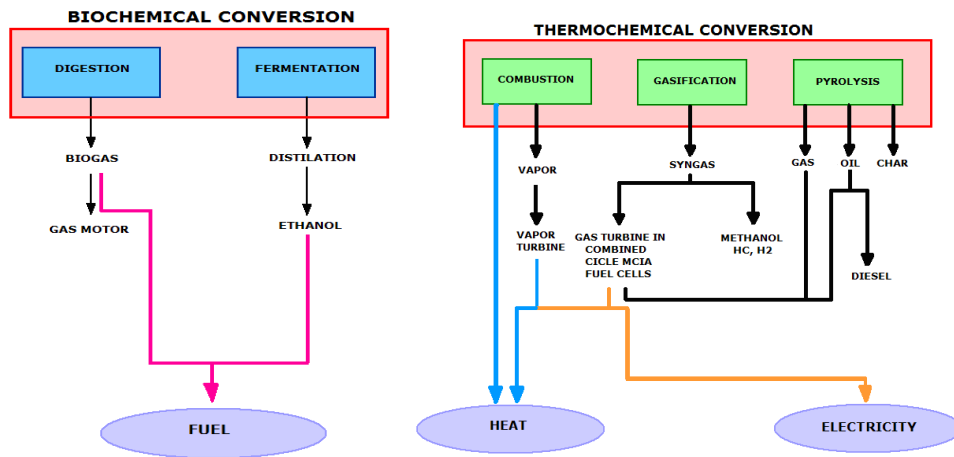 BIOCHEMICAL CONVERSION
DIGESTION
FERMENTATION
BIOGAS
DISTILATION
GAS MOTOR
ETHANOL
FUEL
THERMOCHEMICAL CONVERSION
COMBUSTION
GASIFICATION
PYROLYSIS
VAPOR
SYNGAS
GAS
OIL
CHAR
VAPOR
TURBINE
GAS TURBINE IN
COMBINED
CICLE MCIA
FUEL CELLS
METHANOL
HC, H2
DIESEL
HEAT
ELECTRICITY